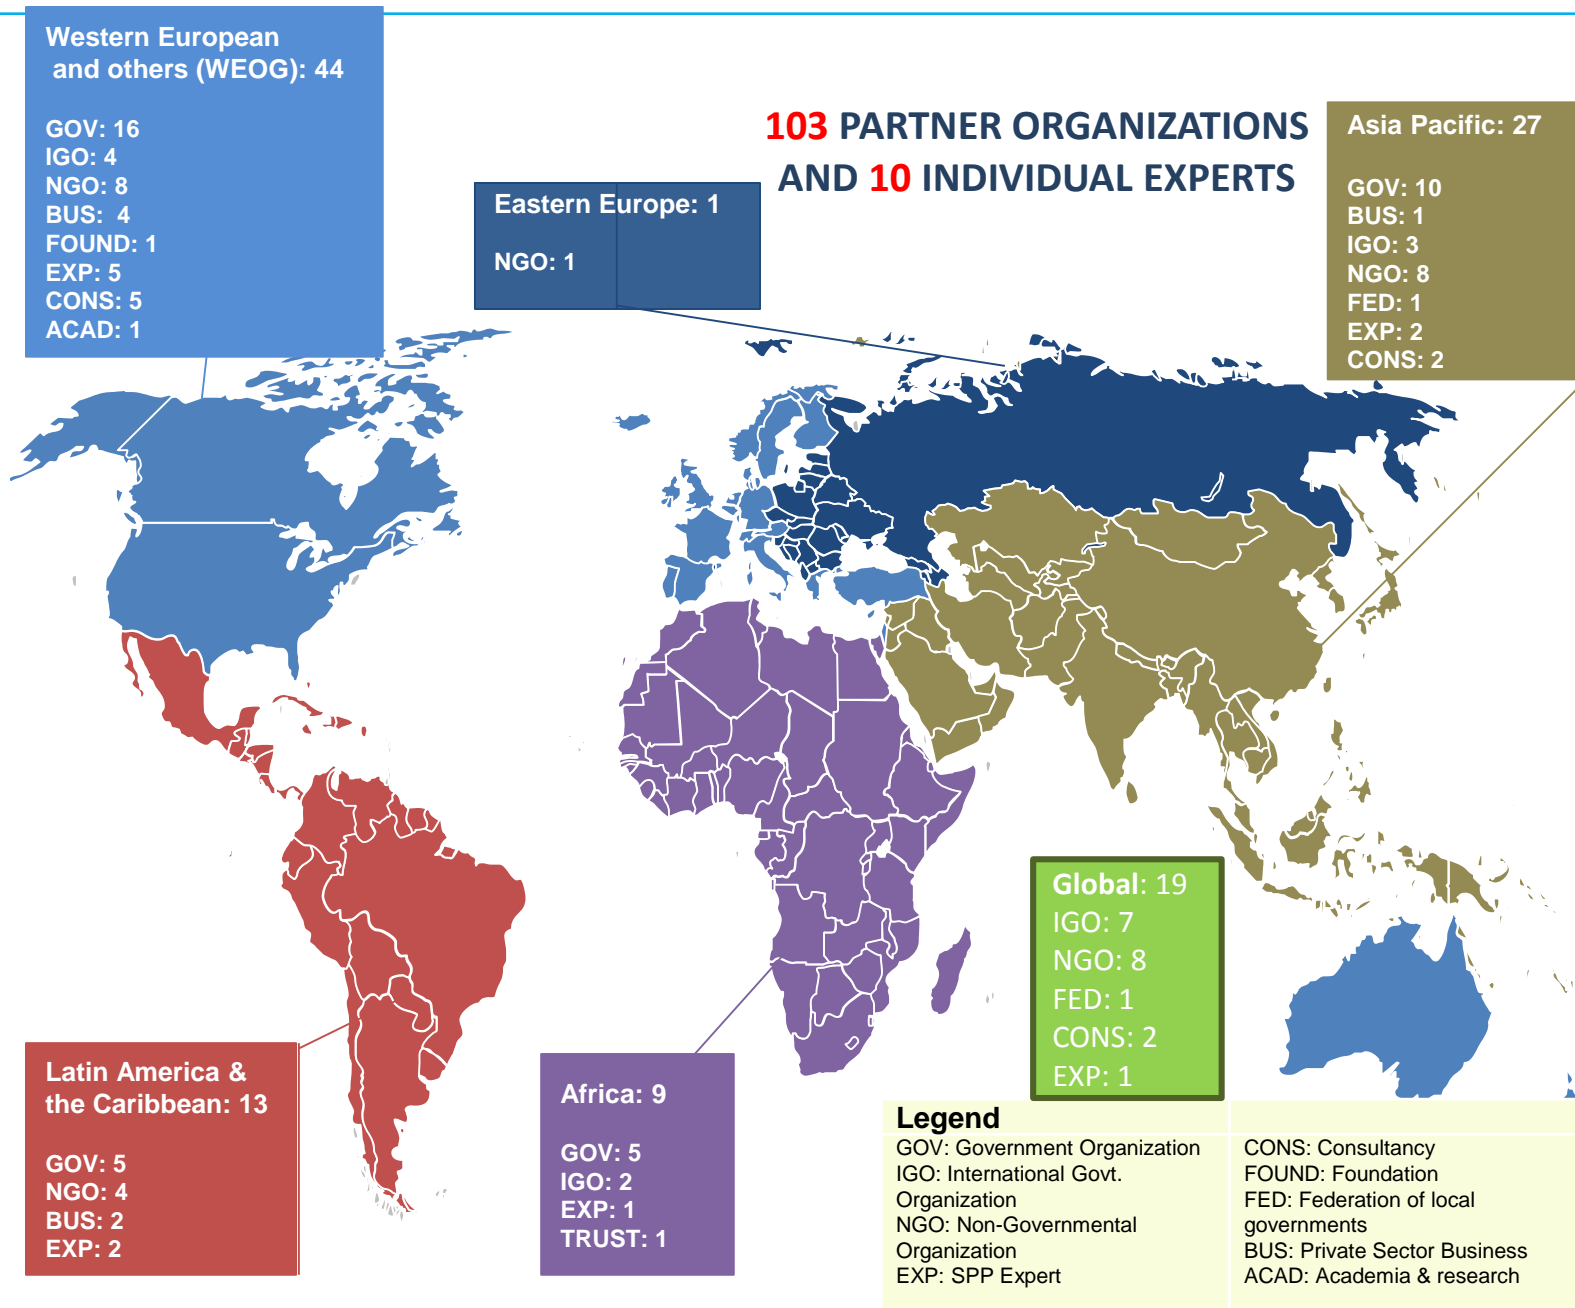 Western European
and others (WEOG): 44
GOV: 16
IGO: 4
NGO: 8
BUS: 4
FOUND: 1
EXP: 5
CONS: 5
ACAD: 1
103 PARTNER ORGANIZATIONS
AND 10 INDIVIDUAL EXPERTS
Eastern Europe: 1
NGO: 1
Asia Pacific: 27
GOV: 10
BUS: 1
IGO: 3
NGO: 8
FED: 1
EXP: 2
CONS: 2
Latin America &
the Caribbean: 13
GOV: 5
NGO: 4
BUS: 2
EXP: 2
Africa: 9
GOV: 5
IGO: 2
EXP: 1
TRUST: 1
Global: 19
IGO: 7
NGO: 8
FED: 1
CONS: 2
EXP: 1
Legend
GOV: Government Organization
IGO: International Govt.
Organization
NGO: Non-Governmental
Organization
EXP: SPP Expert
CONS: Consultancy
FOUND: Foundation
FED: Federation of local
governments
BUS: Private Sector Business
ACAD: Academia & research